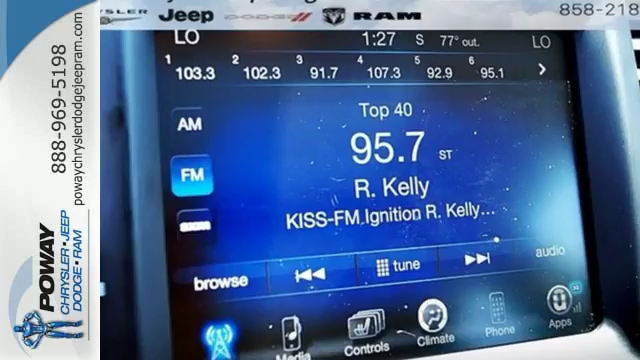 CHRYSLER Jeep DODGE RAM
858-218
LO 1:27 S 77° out. LO
1 103.3 2 102.3 3 91.7 4 107.3 5 92.9 6 95.1
Top 40
AM
95.7 ST
FM
R. Kelly
KISS-FM Ignition R. Kelly...
browse tune audio
Media Controls Climate Phone Apps
888-969-5198
powaychryslerdodgejeepram.com
POWAY
CHRYSLER • JEEP
DODGE • RAM